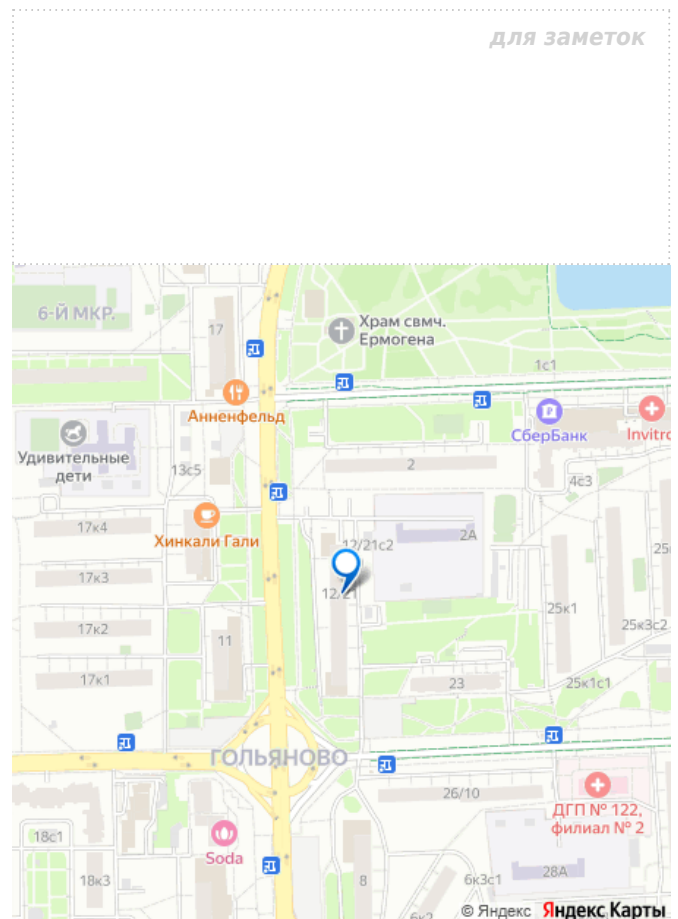 для заметок
6-Й МКР.
17
Храм свмч.
Ермогена
1с1
Анненфельд
СберБанк
Invitro
Удивительные
дети
13с5
2
4с3
17к4
Хинкали Гали
12/21с2
2А
25
17к3
12/21
25к1
17к2
11
25к3с2
17к1
23
25к1с1
ГОЛЬЯНОВО
26/10
ДГП № 122,
филиал № 2
18с1
Soda
18к3
8
6к3с1
28А
6к2
© Яндекс Яндекс Карты